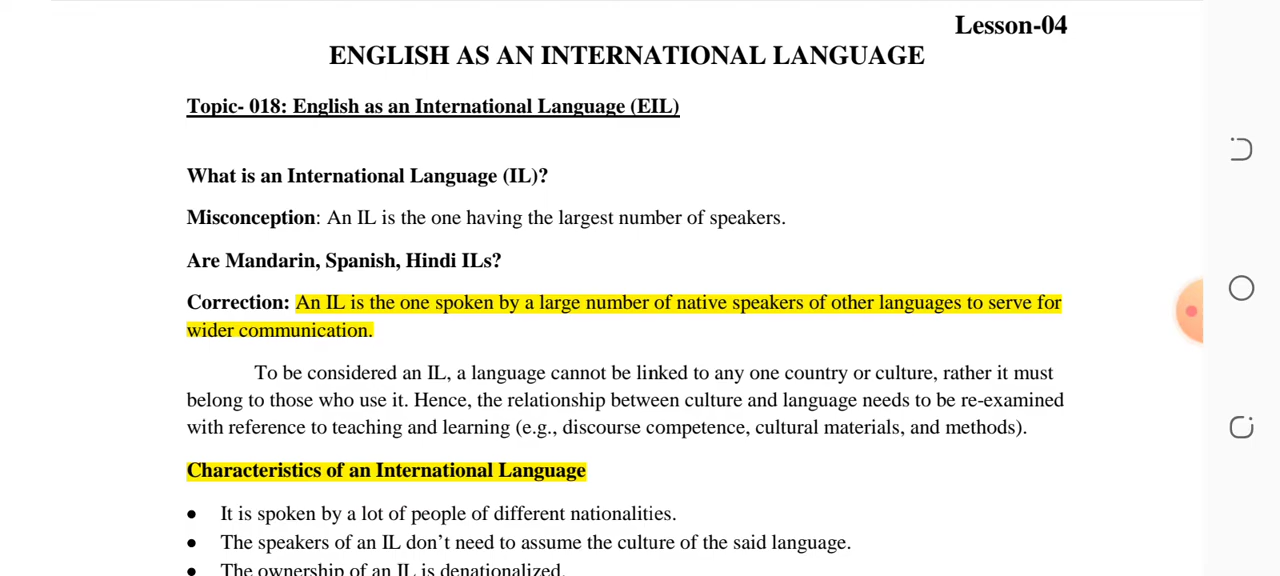 Lesson-04
ENGLISH AS AN INTERNATIONAL LANGUAGE
Topic- 018: English as an International Language (EIL)
What is an International Language (IL)?
Misconception: An IL is the one having the largest number of speakers.
Are Mandarin, Spanish, Hindi ILs?
Correction: An IL is the one spoken by a large number of native speakers of other languages to serve for
wider communication.
To be considered an IL, a language cannot be linked to any one country or culture, rather it must
belong to those who use it. Hence, the relationship between culture and language needs to be re-examined
with reference to teaching and learning (e.g., discourse competence, cultural materials, and methods).
Characteristics of an International Language
• It is spoken by a lot of people of different nationalities.
• The speakers of an IL don’t need to assume the culture of the said language.
• The ownership of an IL is denationalized.